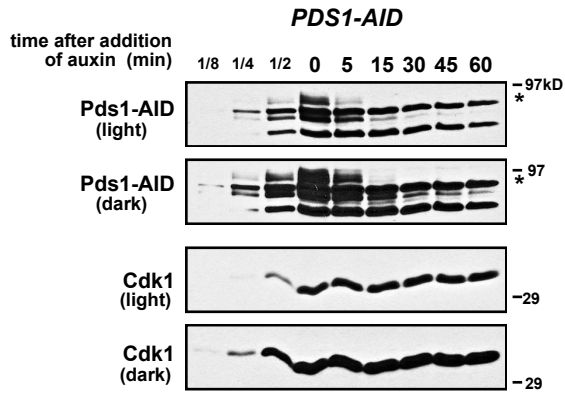 PDS1-AID
time after addition
of auxin (min) 1/8 1/4 1/2 0 5 15 30 45 60
Pds1-AID
(light)
97kD
*
Pds1-AID
(dark)
97
*
Cdk1
(light)
29
Cdk1
(dark)
29